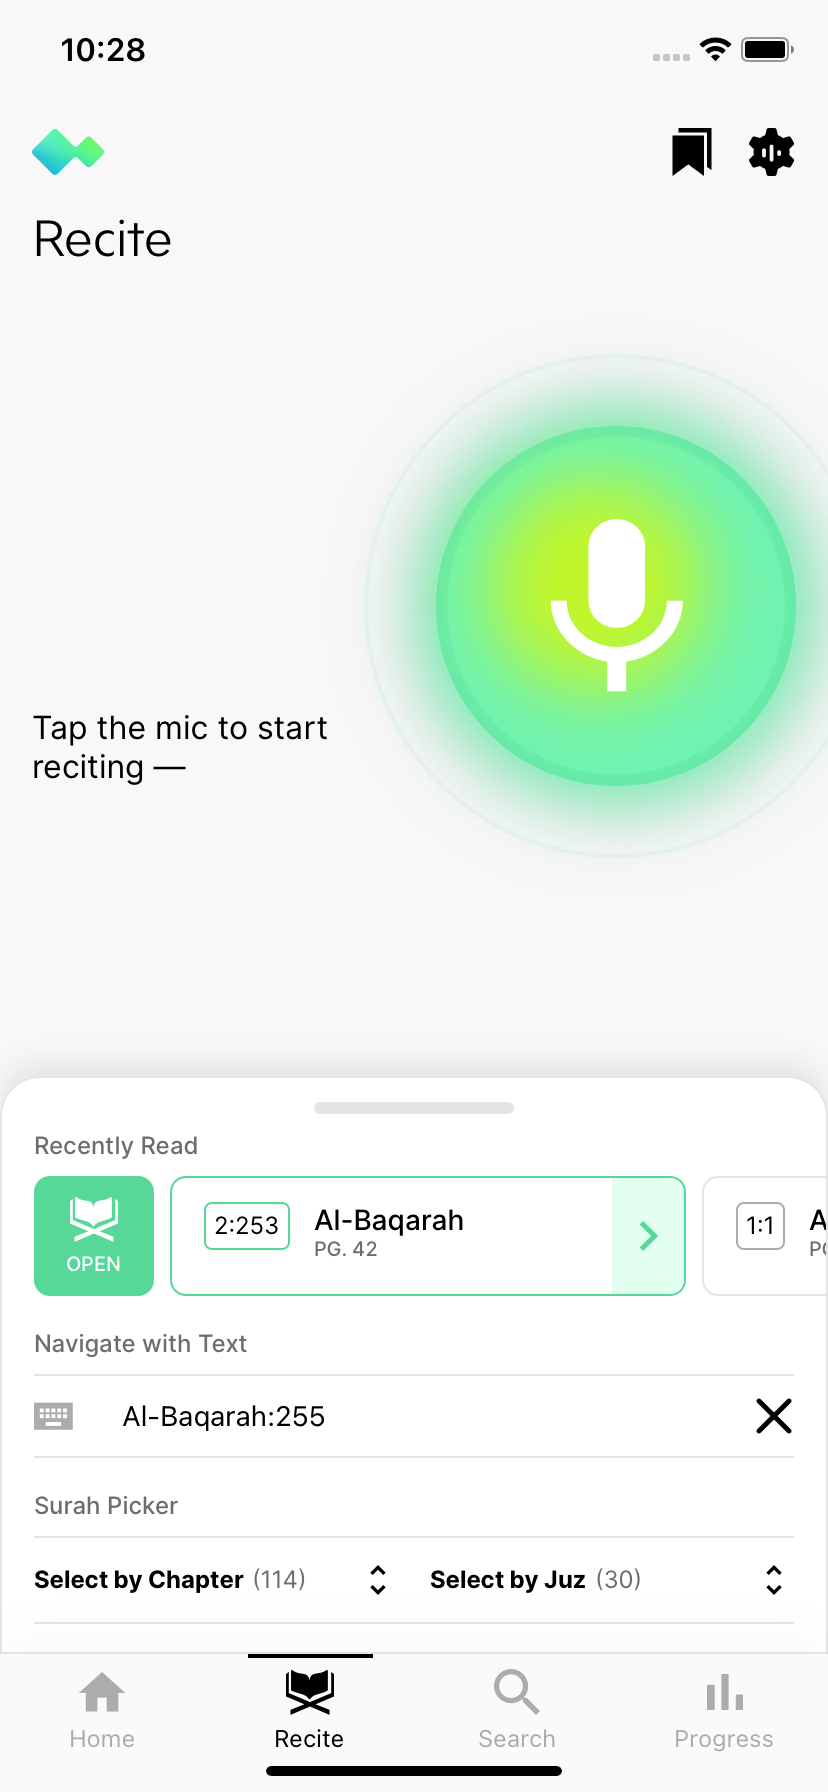 10:28
Recite
Tap the mic to start
reciting —
Recently Read
OPEN
2:253 Al-Baqarah
PG. 42
1:1
Navigate with Text
Al-Baqarah:255
Surah Picker
Select by Chapter (114) Select by Juz (30)
Home Recite Search Progress